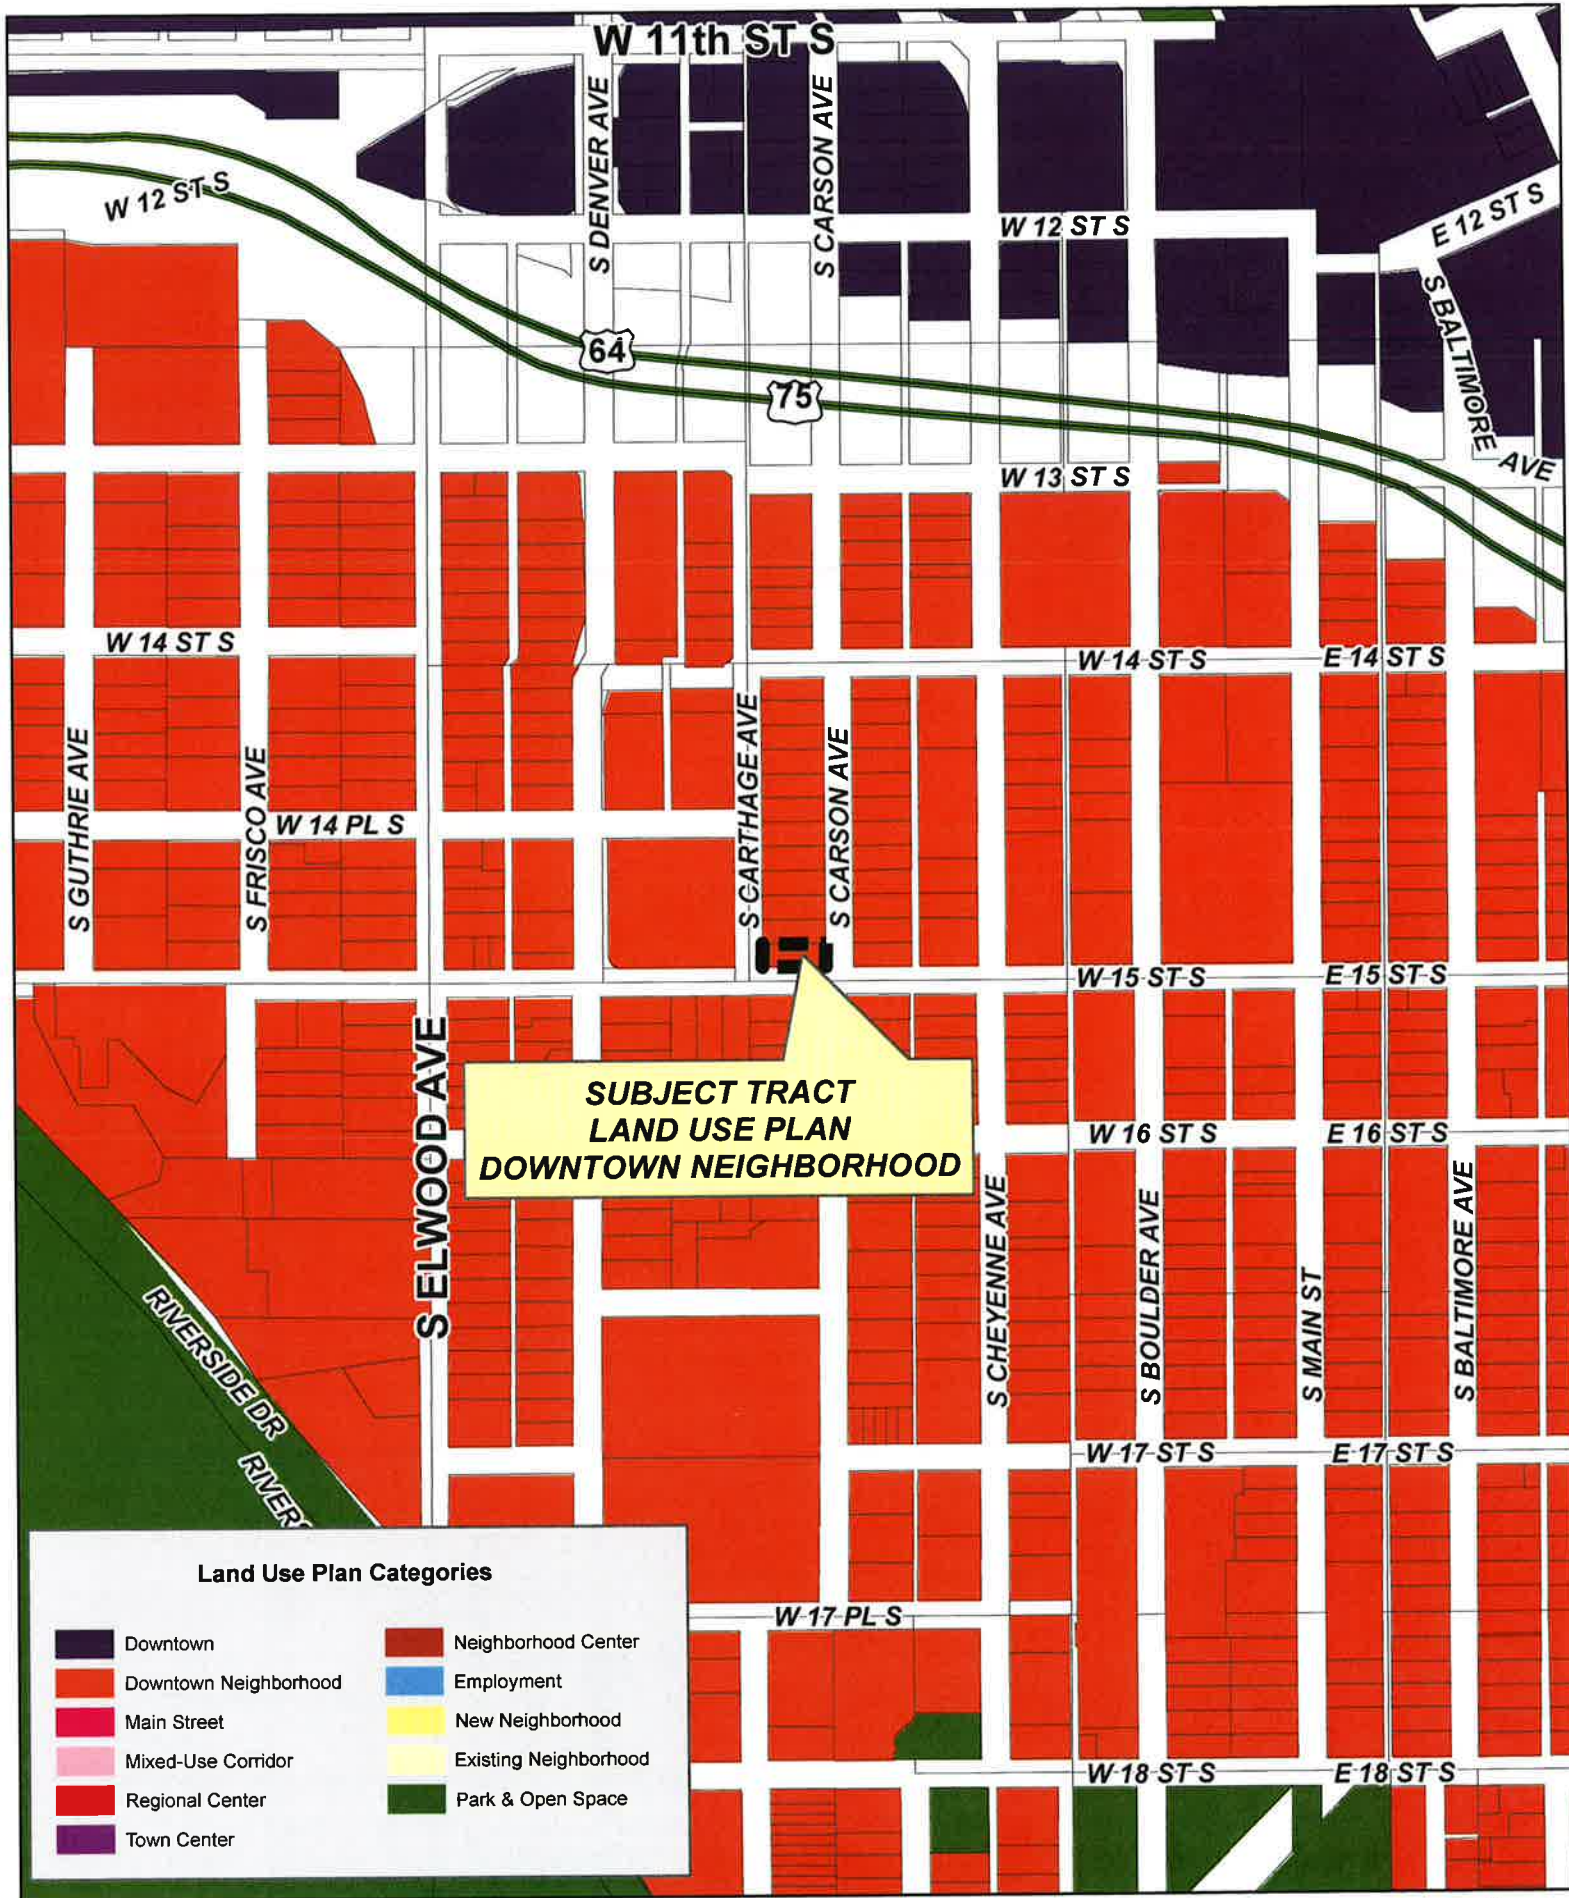 W 11th ST S
S DENVER AVE
S CARSON AVE
W 12 ST S
W 12 ST S
E 12 ST S
S BALTIMORE AVE
64
75
W 13 ST S
W 14 ST S
W 14 ST S
E 14 ST S
S GUTHRIE AVE
S FRISCO AVE
W 14 PL S
S CARTHAGE AVE
S CARSON AVE
W 15 ST S
E 15 ST S
S ELWOOD AVE
SUBJECT TRACT
LAND USE PLAN
DOWNTOWN NEIGHBORHOOD
W 16 ST S
E 16 ST S
S CHEYENNE AVE
S BOULDER AVE
S MAIN ST
S BALTIMORE AVE
RIVERSIDE DR
RIVERS
W 17 ST S
E 17 ST S
W 17 PL S
W 18 ST S
E 18 ST S
Land Use Plan Categories
Downtown
Downtown Neighborhood
Main Street
Mixed-Use Corridor
Regional Center
Town Center
Neighborhood Center
Employment
New Neighborhood
Existing Neighborhood
Park & Open Space